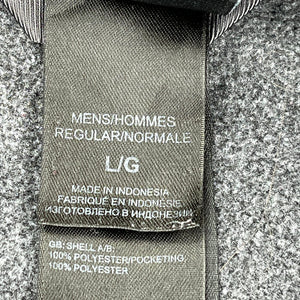 MENS/HOMMES
REGULAR/NORMALE
L/G
MADE IN INDONESIA
FABRIQUÉ EN INDONÉSIE
ИЗГОТОВЛЕНО В ИНДОНЕЗИИ
GB: SHELL A/B:
100% POLYESTER/POCKETING:
100% POLYESTER